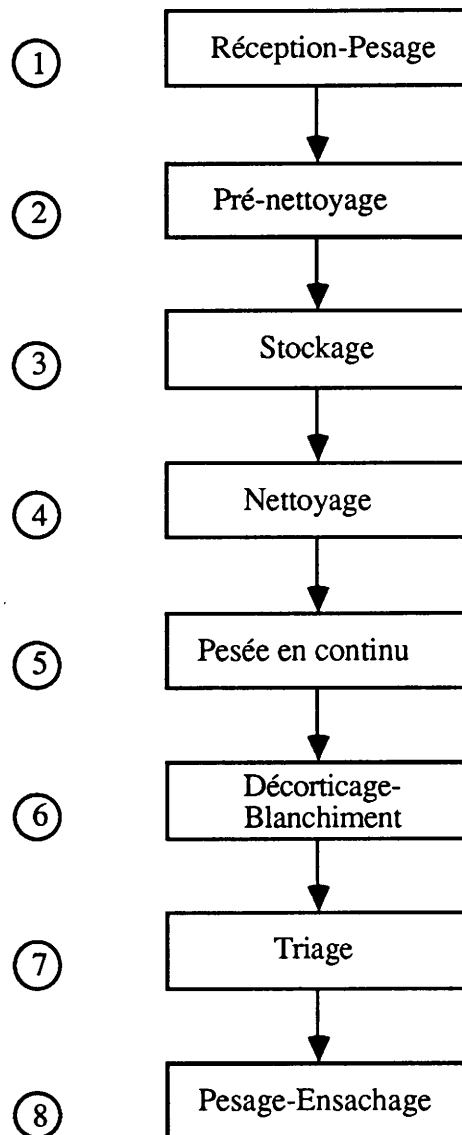 1 Réception-Pesage
2 Pré-nettoyage
3 Stockage
4 Nettoyage
5 Pesée en continu
6 Décorticage-
Blanchiment
7 Triage
8 Pesage-Ensachage